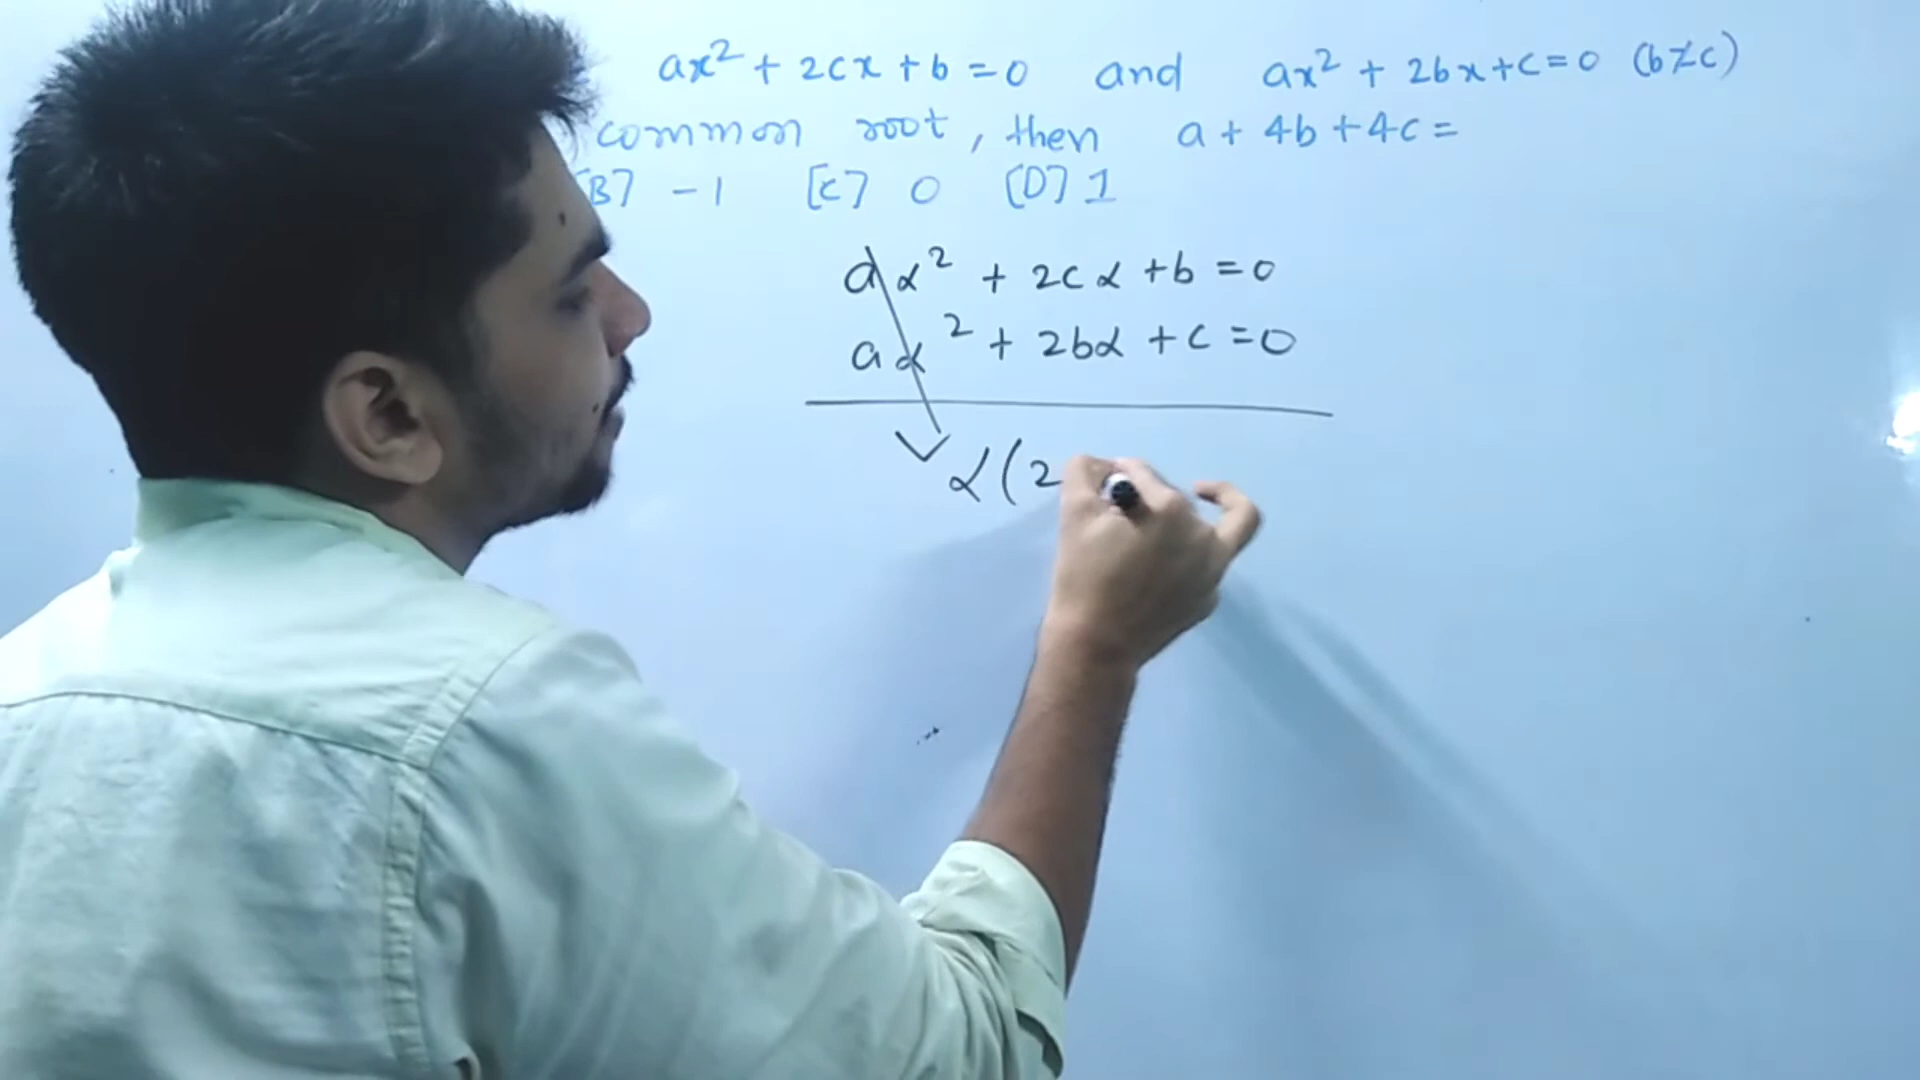 ax² + 2cx + b = 0 and ax² + 2bx + c = 0 (b≠c)
common root, then a + 4b + 4c =
[B] -1 [C] 0 [D] 1
aα² + 2cα + b = 0
aα² + 2bα + c = 0
α(2